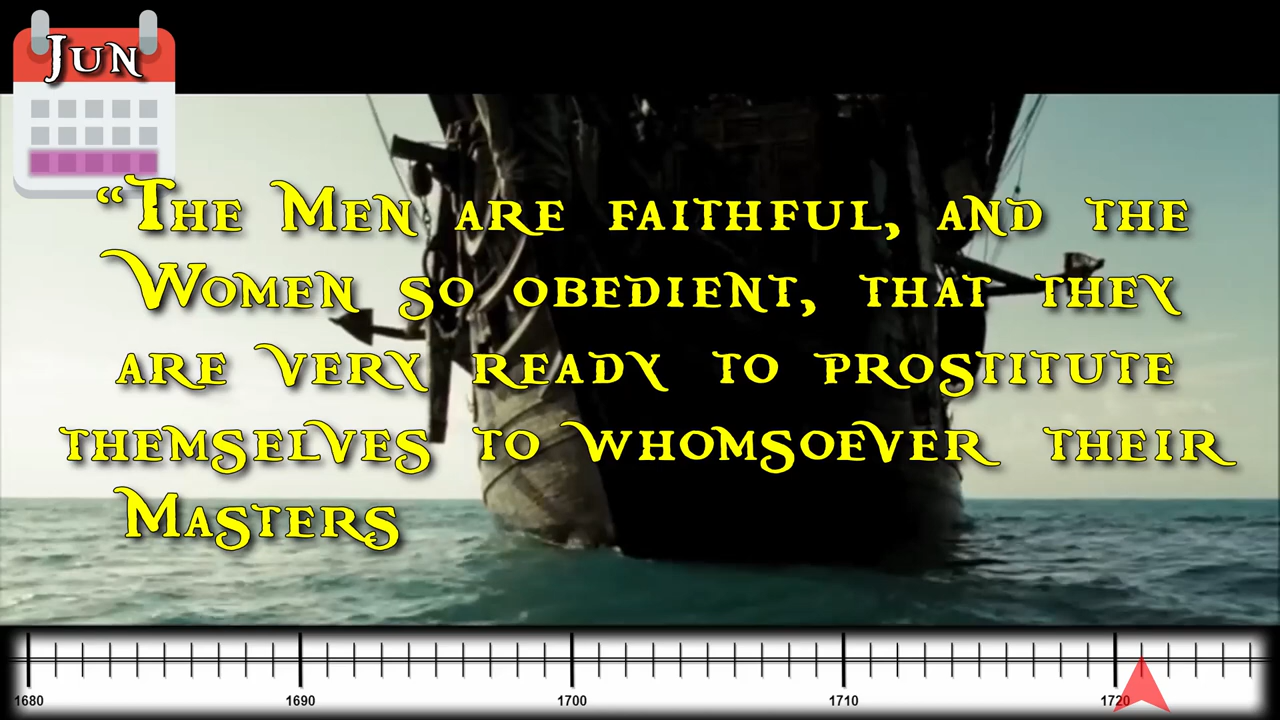 Jun
“The Men are faithful, and the
Women so obedient, that they
are very ready to prostitute
themselves to whomsoever their
Masters
1680 1690 1700 1710 1720